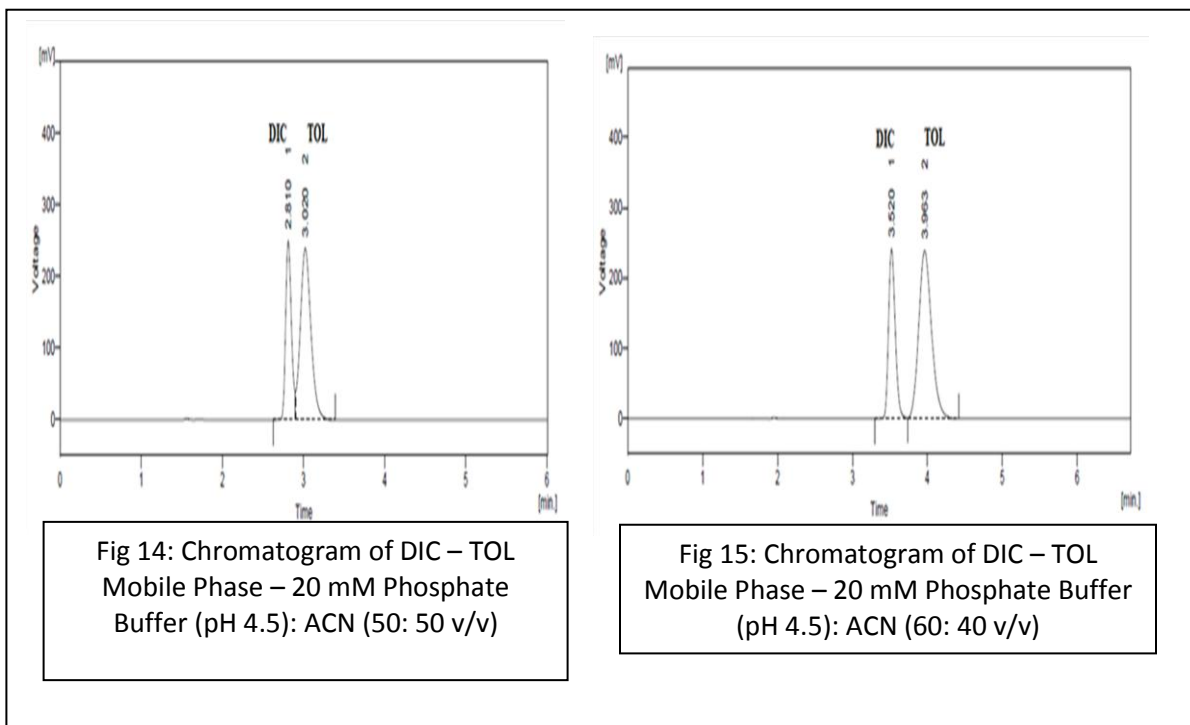 [mV]
400
300
200
100
0
Voltage
DIC TOL
1 2
2.810
3.020
0 1 2 3 4 5 6
Time
[min.]
Fig 14: Chromatogram of DIC – TOL
Mobile Phase – 20 mM Phosphate
Buffer (pH 4.5): ACN (50: 50 v/v)
[mV]
400
300
200
100
0
Voltage
DIC TOL
1 2
3.520
3.963
0 1 2 3 4 5 6
Time
[min.]
Fig 15: Chromatogram of DIC – TOL
Mobile Phase – 20 mM Phosphate Buffer
(pH 4.5): ACN (60: 40 v/v)